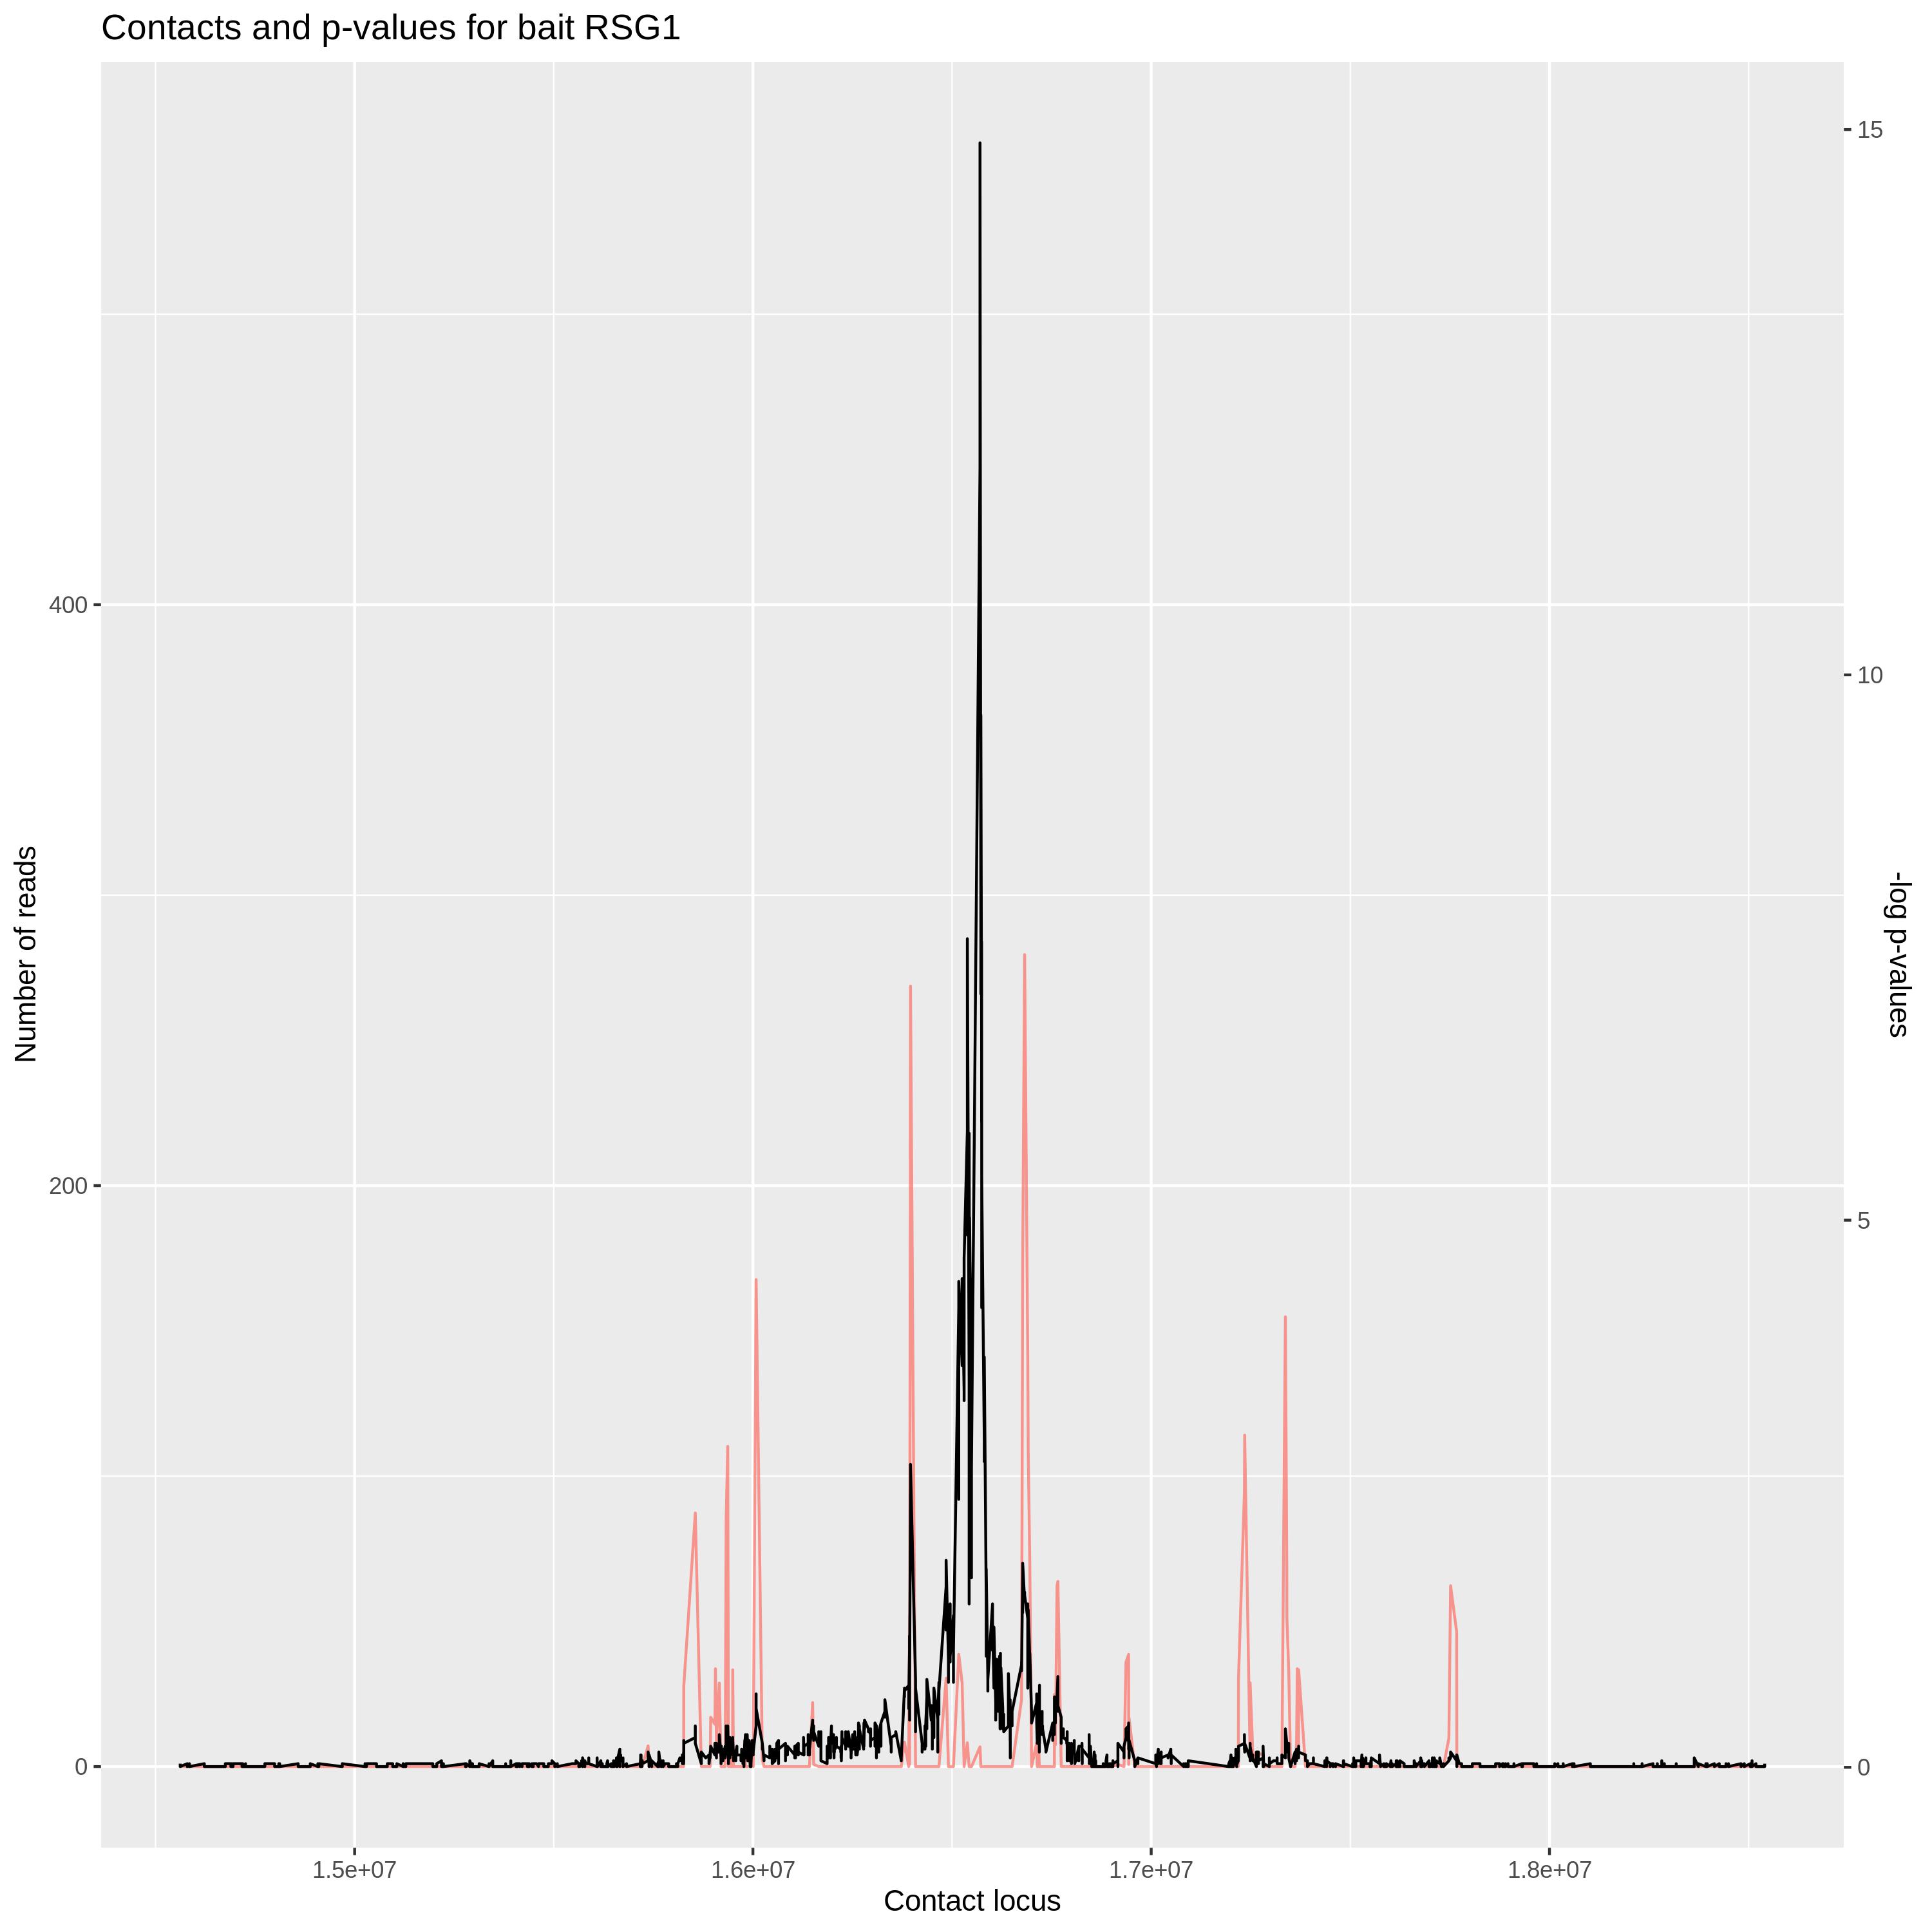 Contacts and p-values for bait RSG1
Number of reads
400
200
0
15
10
5
0
-log p-values
1.5e+07 1.6e+07 1.7e+07 1.8e+07
Contact locus